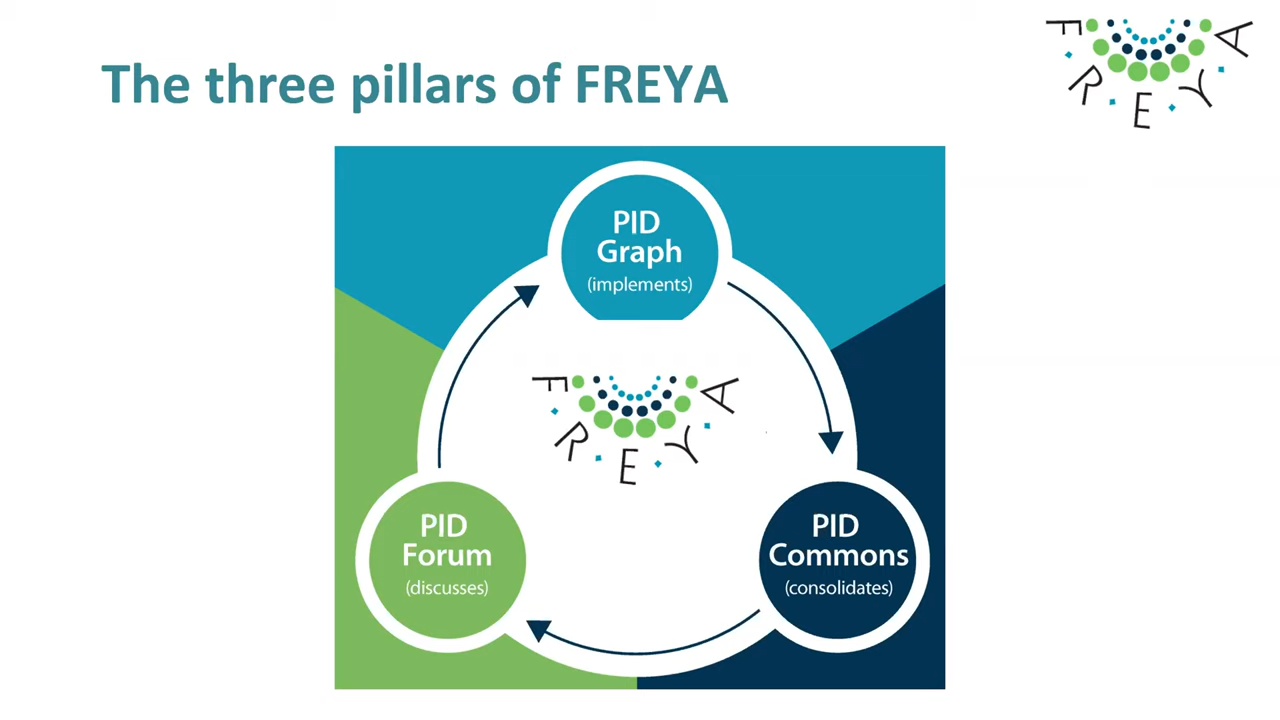 The three pillars of FREYA
FREYA
PID
Graph
(implements)
FREYA
PID
Forum
(discusses)
PID
Commons
(consolidates)